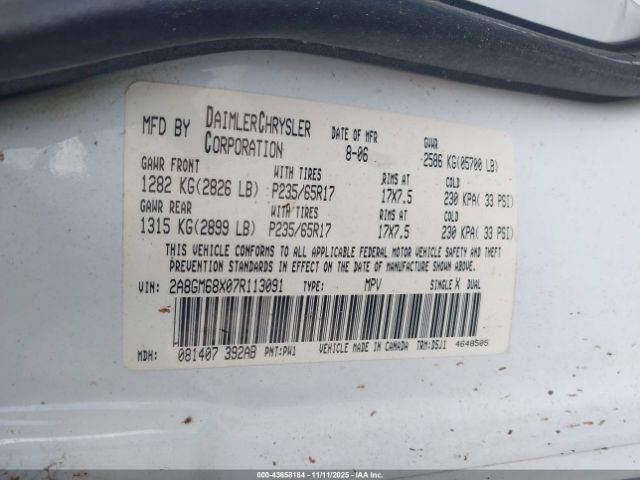 MFD BY DAIMLERCHRYSLER CORPORATION DATE OF MFR 8-06 GVWR 2586 KG(05700 LB)
GAWR FRONT WITH TIRES RIMS AT COLD
1282 KG(2826 LB) P235/65R17 17X7.5 230 KPA( 33 PSI)
GAWR REAR WITH TIRES RIMS AT COLD
1315 KG(2899 LB) P235/65R17 17X7.5 230 KPA( 33 PSI)
THIS VEHICLE CONFORMS TO ALL APPLICABLE FEDERAL MOTOR VEHICLE SAFETY AND THEFT
PREVENTION STANDARDS IN EFFECT ON THE DATE OF MANUFACTURE SHOWN ABOVE.
VIN: 2A8GM68X07R113091 TYPE: MPV SINGLE X DUAL
MDH: 081407 392AB PNT:PW1 VEHICLE MADE IN CANADA TRM:D5J1 4648505
000-43658184 - 11/11/2025 - IAAI.COM